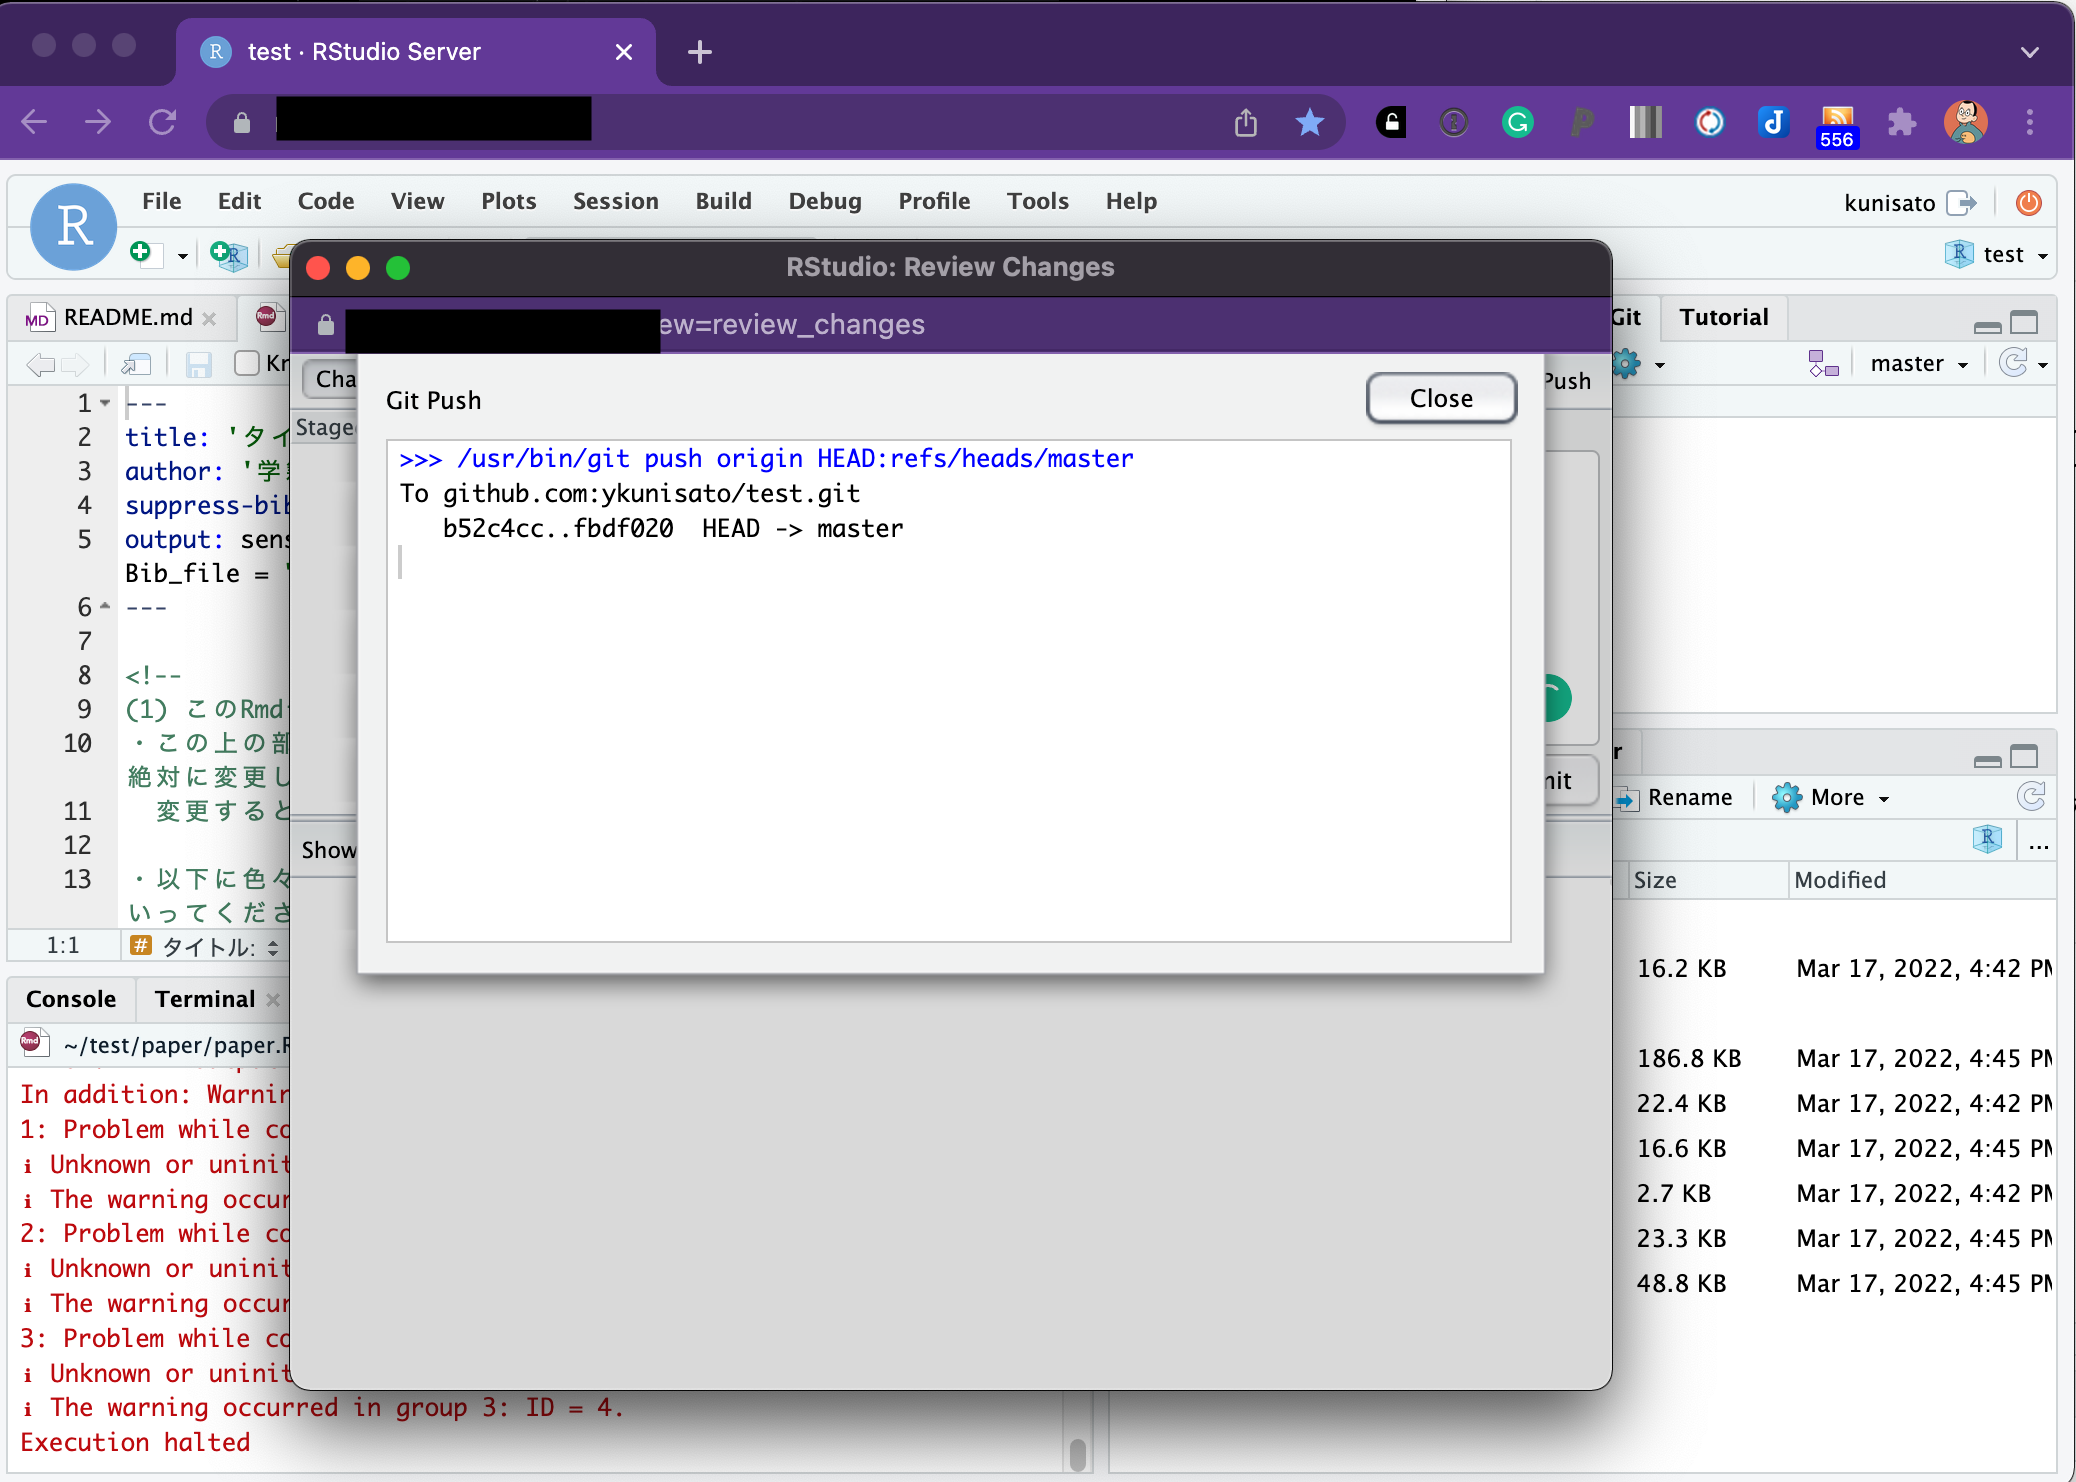 test · RStudio Server
556
File Edit Code View Plots Session Build Debug Profile Tools Help
kunisato
test
RStudio: Review Changes
ew=review_changes
README.md
Git Tutorial
master
Push
Git Push
Close
Stage
>>> /usr/bin/git push origin HEAD:refs/heads/master
To github.com:ykunisato/test.git
b52c4cc..fbdf020 HEAD -> master
1 ---
2 title: 'タイ
3 author: '学
4 suppress-bib
5 output: sens
Bib_file = '
6 ---
7
8 <!--
9 (1) このRmd
10 ・この上の部
絶対に変更し
11 変更すると
12
13 ・以下に色々
いってくださ
1:1 # タイトル:
Show
Rename More
...
Size Modified
16.2 KB Mar 17, 2022, 4:42 PM
186.8 KB Mar 17, 2022, 4:45 PM
22.4 KB Mar 17, 2022, 4:42 PM
16.6 KB Mar 17, 2022, 4:45 PM
2.7 KB Mar 17, 2022, 4:42 PM
23.3 KB Mar 17, 2022, 4:45 PM
48.8 KB Mar 17, 2022, 4:45 PM
Console Terminal
~/test/paper/paper.R
In addition: Warnin
1: Problem while co
i Unknown or uninit
i The warning occur
2: Problem while co
i Unknown or uninit
i The warning occur
3: Problem while co
i Unknown or uninit
i The warning occurred in group 3: ID = 4.
Execution halted